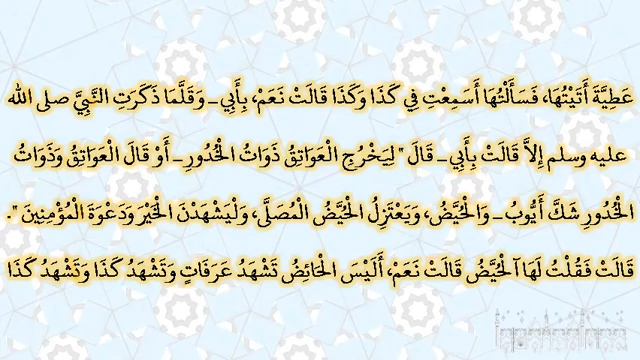 عَطِيَّةَ أَتَيْتُهَا، فَسَأَلْتُهَا أَسَمِعْتِ فِي كَذَا وَكَذَا قَالَتْ نَعَمْ، بِأَبِي ـ وَقَلَّمَا ذَكَرَتِ النَّبِيَّ صلى الله
عليه وسلم إِلاَّ قَالَتْ بِأَبِي ـ قَالَ " لِيَخْرُجِ الْعَوَاتِقُ ذَوَاتُ الْخُدُورِ ـ أَوْ قَالَ الْعَوَاتِقُ وَذَوَاتُ
الْخُدُورِ شَكَّ أَيُّوبُ ـ وَالْحُيَّضُ، وَيَعْتَزِلُ الْحُيَّضُ الْمُصَلَّى، وَلْيَشْهَدْنَ الْخَيْرَ وَدَعْوَةَ الْمُؤْمِنِينَ ".
قَالَتْ فَقُلْتُ لَهَا آلْحُيَّضُ قَالَتْ نَعَمْ، أَلَيْسَ الْحَائِضُ تَشْهَدُ عَرَفَاتٍ وَتَشْهَدُ كَذَا وَتَشْهَدُ كَذَا